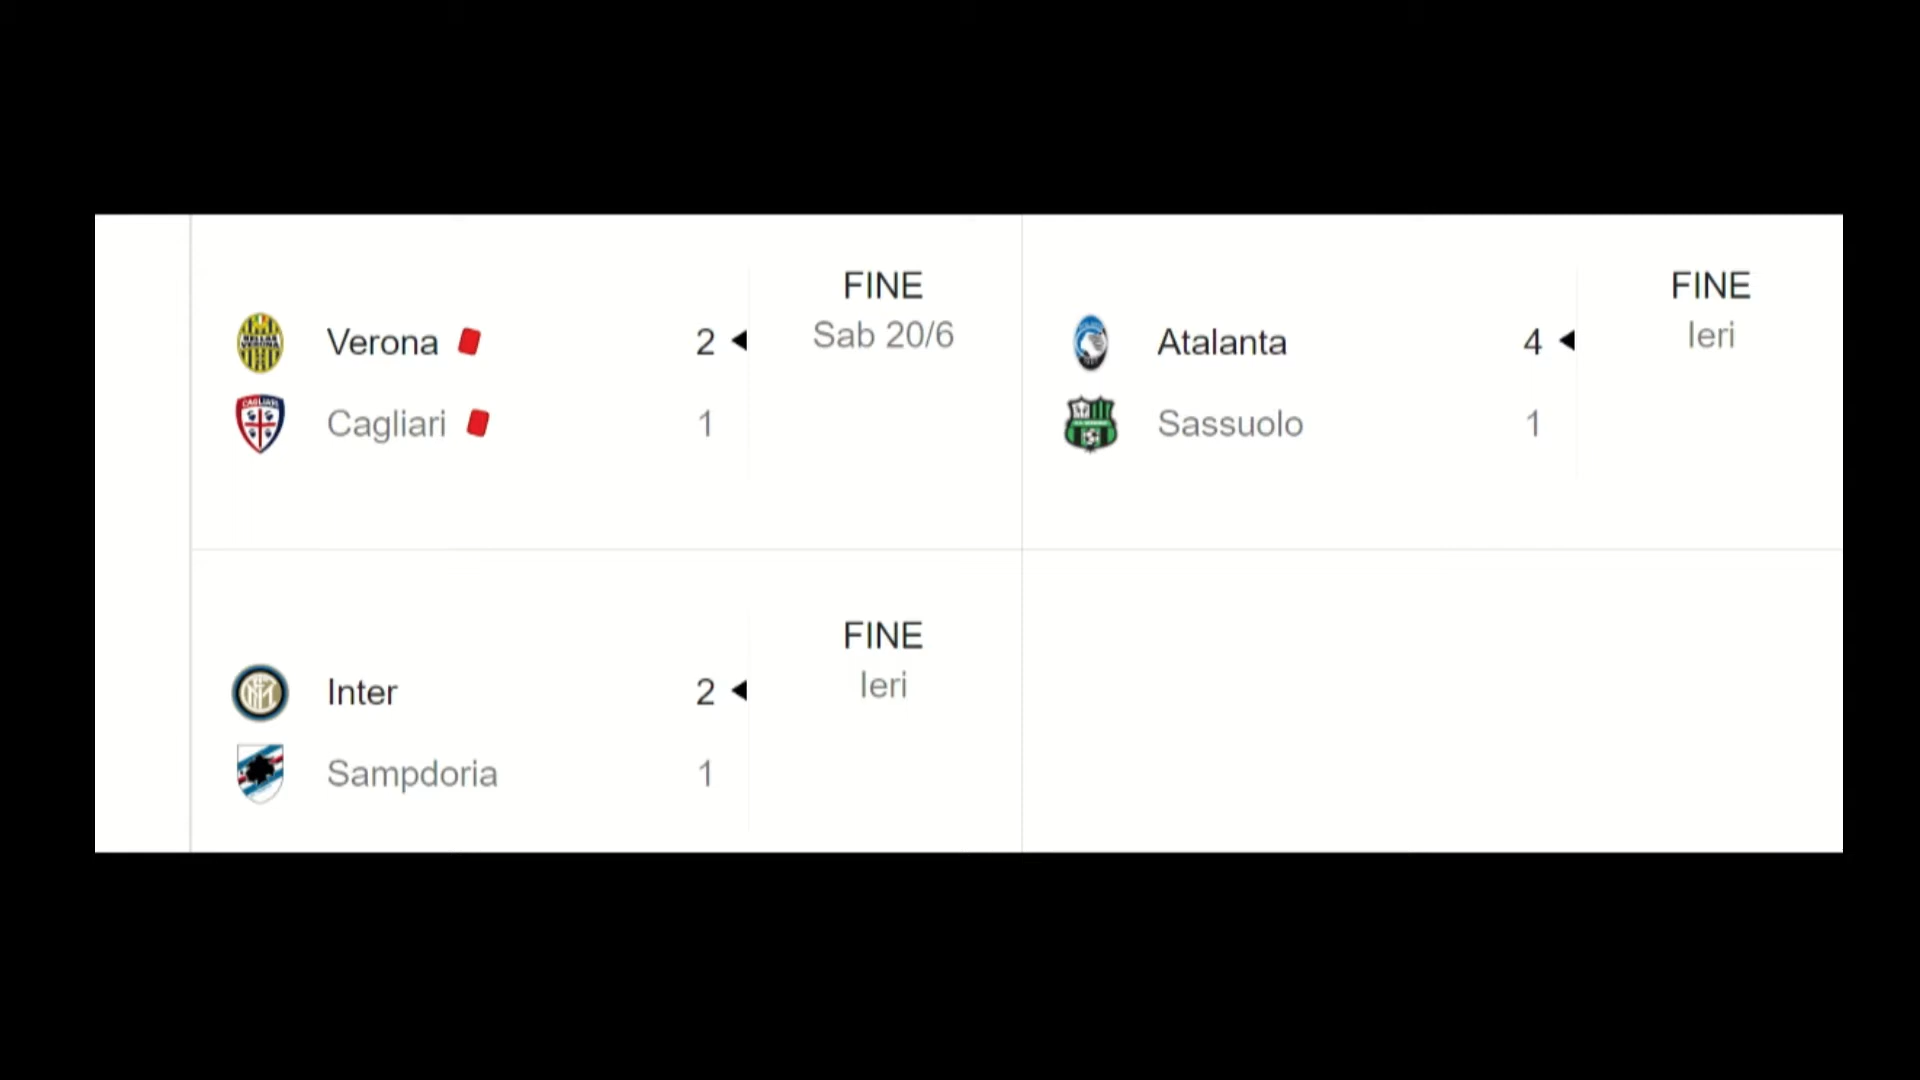 FINE
Sab 20/6
Verona 2
Cagliari 1
FINE
Ieri
Atalanta 4
Sassuolo 1
FINE
Ieri
Inter 2
Sampdoria 1